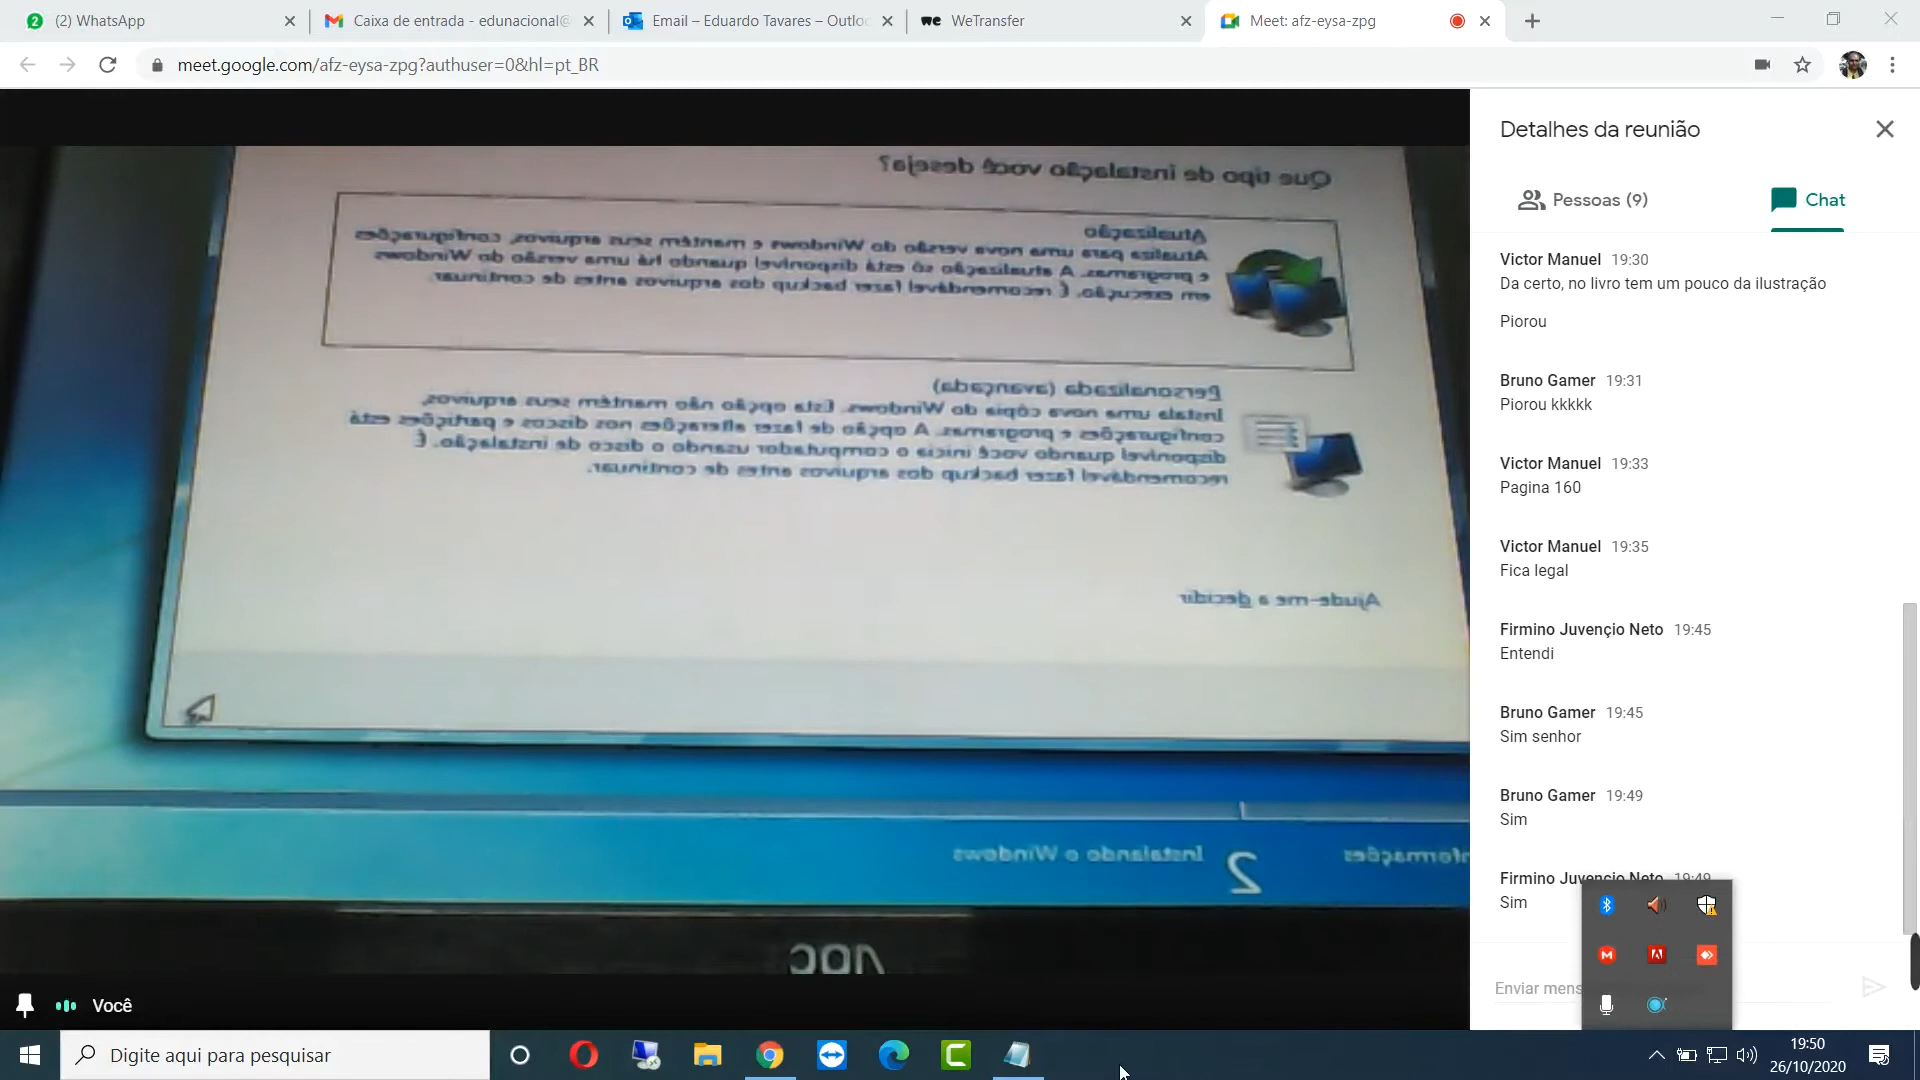 (2) WhatsApp
Caixa de entrada - edunacional@
Email – Eduardo Tavares – Outloo
WeTransfer
Meet: afz-eysa-zpg
meet.google.com/afz-eysa-zpg?authuser=0&hl=pt_BR
Que tipo de instalação você deseja?
Atualização
Atualiza para uma nova versão do Windows e mantém seus arquivos, configurações
e programas. A atualização só está disponível quando há uma versão do Windows
em execução. É recomendável fazer backup dos arquivos antes de continuar.
Personalizada (avançada)
Instala uma nova cópia do Windows. Esta opção não mantém seus arquivos,
configurações e programas. A opção de fazer alterações nos discos e partições está
disponível quando você inicia o computador usando o disco de instalação. É
recomendável fazer backup dos arquivos antes de continuar.
Ajude-me a decidir
nformações
2 Instalando o Windows
AOC
Você
Detalhes da reunião
Pessoas (9)
Chat
Victor Manuel 19:30
Da certo, no livro tem um pouco da ilustração
Piorou
Bruno Gamer 19:31
Piorou kkkkk
Victor Manuel 19:33
Pagina 160
Victor Manuel 19:35
Fica legal
Firmino Juvençio Neto 19:45
Entendi
Bruno Gamer 19:45
Sim senhor
Bruno Gamer 19:49
Sim
Firmino Juvençio Neto 19:49
Sim
Enviar mens
Digite aqui para pesquisar
19:50
26/10/2020